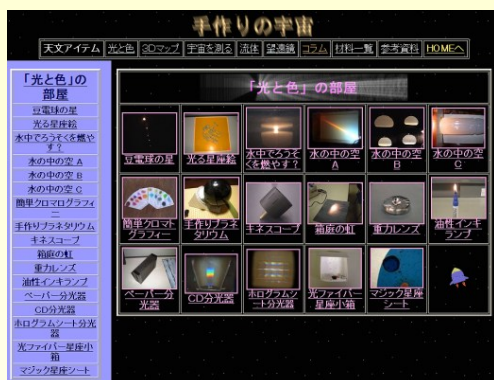 手作りの宇宙
天文アイテム 光と色 3Dマップ 宇宙を測る 流体 望遠鏡 コラム 材料一覧 参考資料 HOMEへ
「光と色」の
部屋
豆電球の星
光る星座絵
水中でろうそくを燃や
す?
水の中の空 A
水の中の空 B
水の中の空 C
簡単クロマログラフィ
ー
手作りプラネタリウム
キネスコープ
箱庭の虹
重力レンズ
油性インキランプ
ペーパー分光器
CD分光器
ホログラムシート分光
器
光ファイバー星座小
箱
マジック星座シート
「光と色」の部屋
豆電球の星
光る星座絵
水中でろうそ
くを燃やす?
水の中の空
A
水の中の空
B
水の中の空
C
簡単クロマト
グラフィー
手作りプラネ
タリウム
キネスコープ
箱庭の虹
重力レンズ
油性インキ
ランプ
ペーパー分
光器
CD分光器
ホログラムシ
ート分光器
光ファイバー
星座小箱
マジック星座
シート